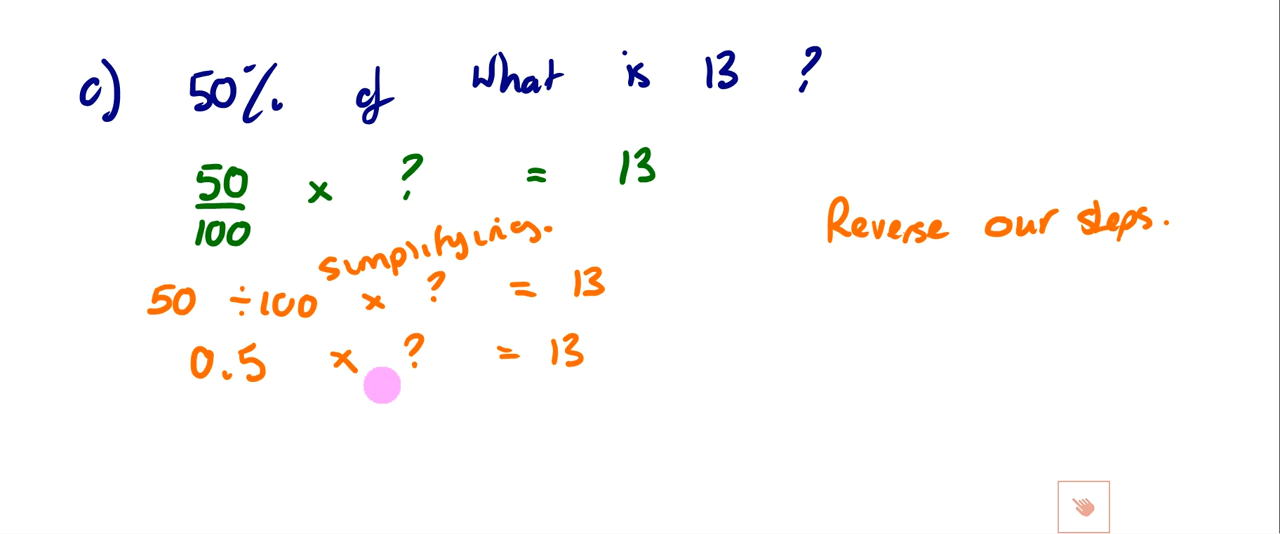 c) 50% of what is 13 ?
50/100 × ? = 13
Reverse our steps.
simplifying.
50 ÷ 100 × ? = 13
0.5 × ? = 13